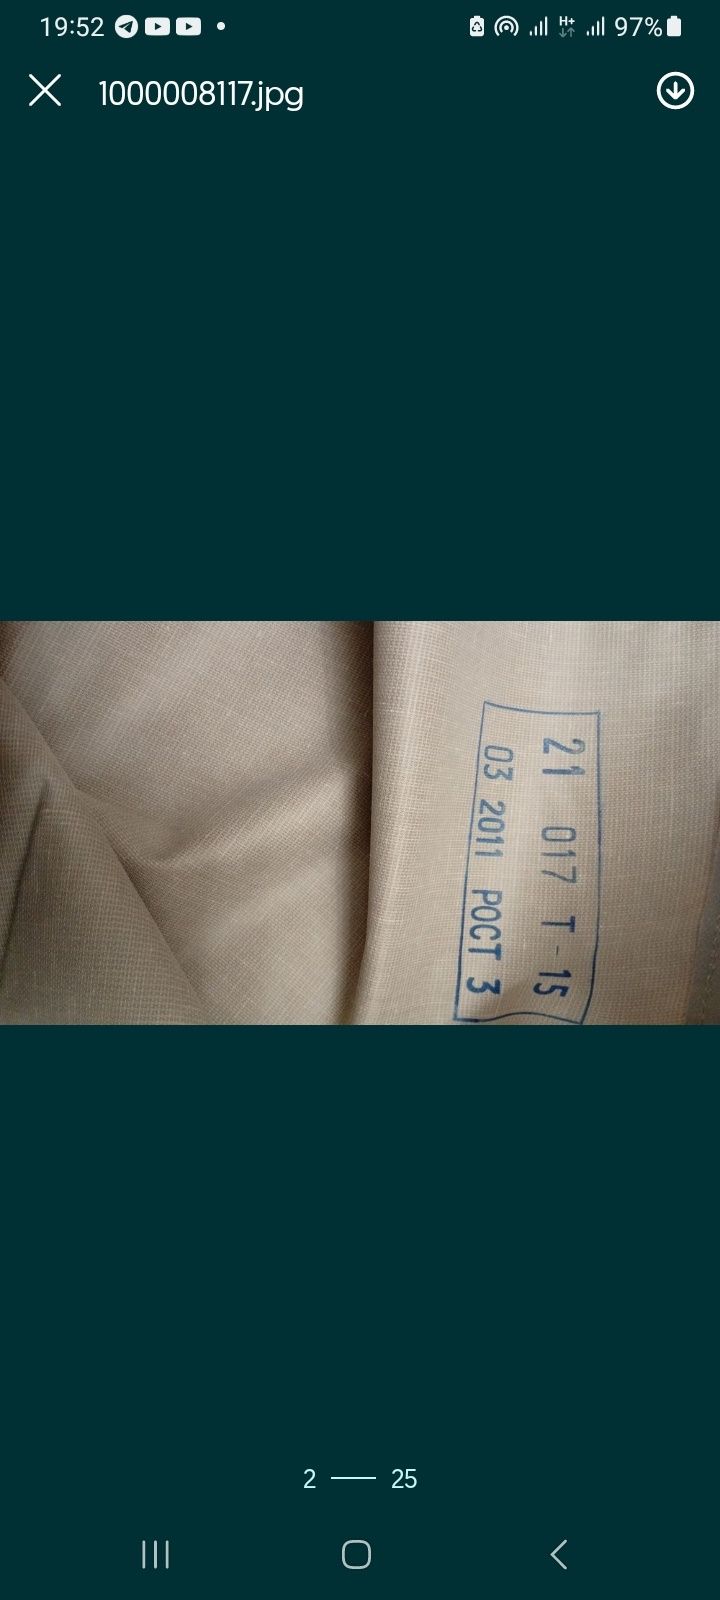 19:52
H+
97%
1000008117.jpg
21 017 Т-15
03 2011 РОСТ 3
2 — 25